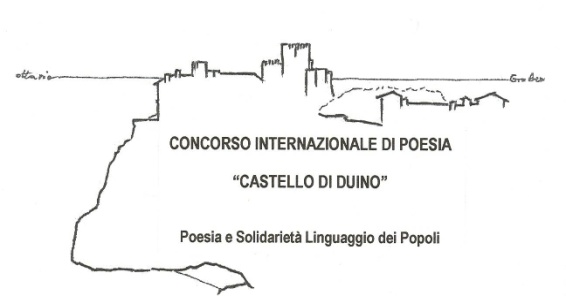 CONCORSO INTERNAZIONALE DI POESIA
“CASTELLO DI DUINO”
Poesia e Solidarietà Linguaggio dei Popoli